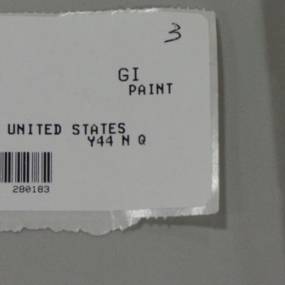 3
GI
PAINT
UNITED STATES
Y44 N Q
280183